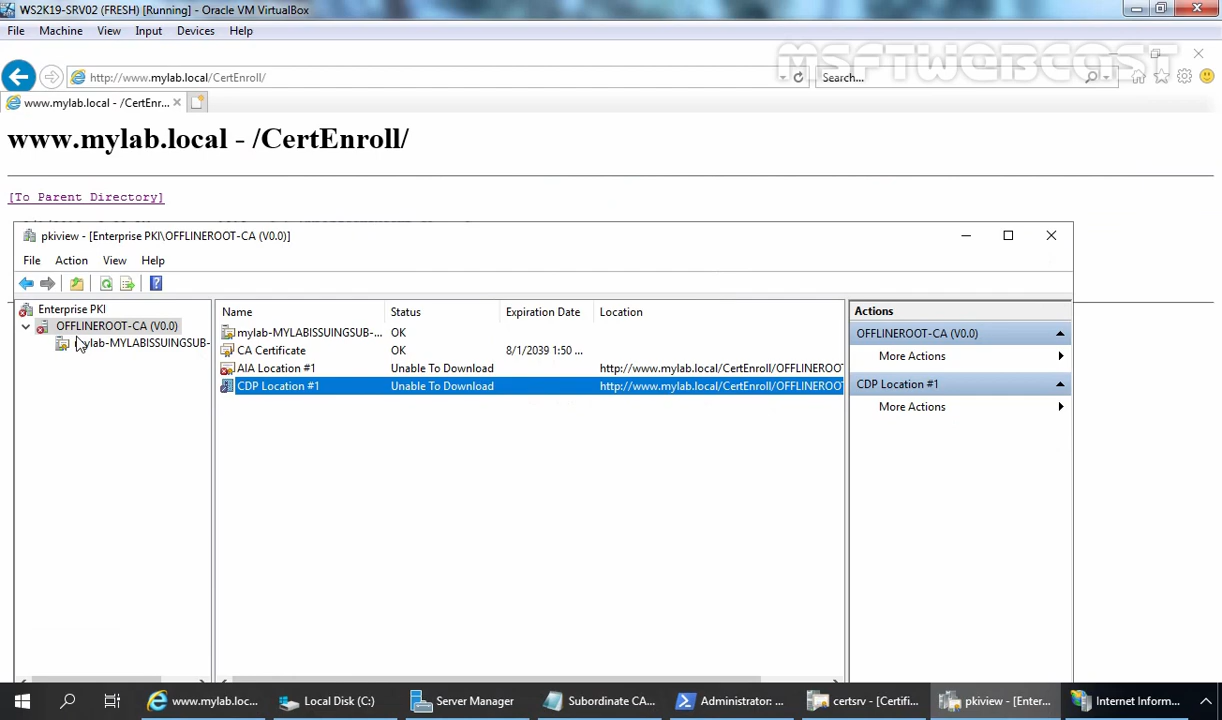 WS2K19-SRV02 (FRESH) [Running] - Oracle VM VirtualBox
File Machine View Input Devices Help
MSFTWEBCAST
http://www.mylab.local/CertEnroll/
Search...
www.mylab.local - /CertEnr...
www.mylab.local - /CertEnroll/
[To Parent Directory]
pkiview - [Enterprise PKI\OFFLINEROOT-CA (V0.0)]
File Action View Help
Enterprise PKI
OFFLINEROOT-CA (V0.0)
mylab-MYLABISSUINGSUB-
Name Status Expiration Date Location
mylab-MYLABISSUINGSUB-... OK
CA Certificate OK 8/1/2039 1:50 ...
AIA Location #1 Unable To Download http://www.mylab.local/CertEnroll/OFFLINEROO
CDP Location #1 Unable To Download http://www.mylab.local/CertEnroll/OFFLINEROO
Actions
OFFLINEROOT-CA (V0.0)
More Actions
CDP Location #1
More Actions
www.mylab.loc... Local Disk (C:) Server Manager Subordinate CA... Administrator: ... certsrv - [Certifi... pkiview - [Enter... Internet Inform...